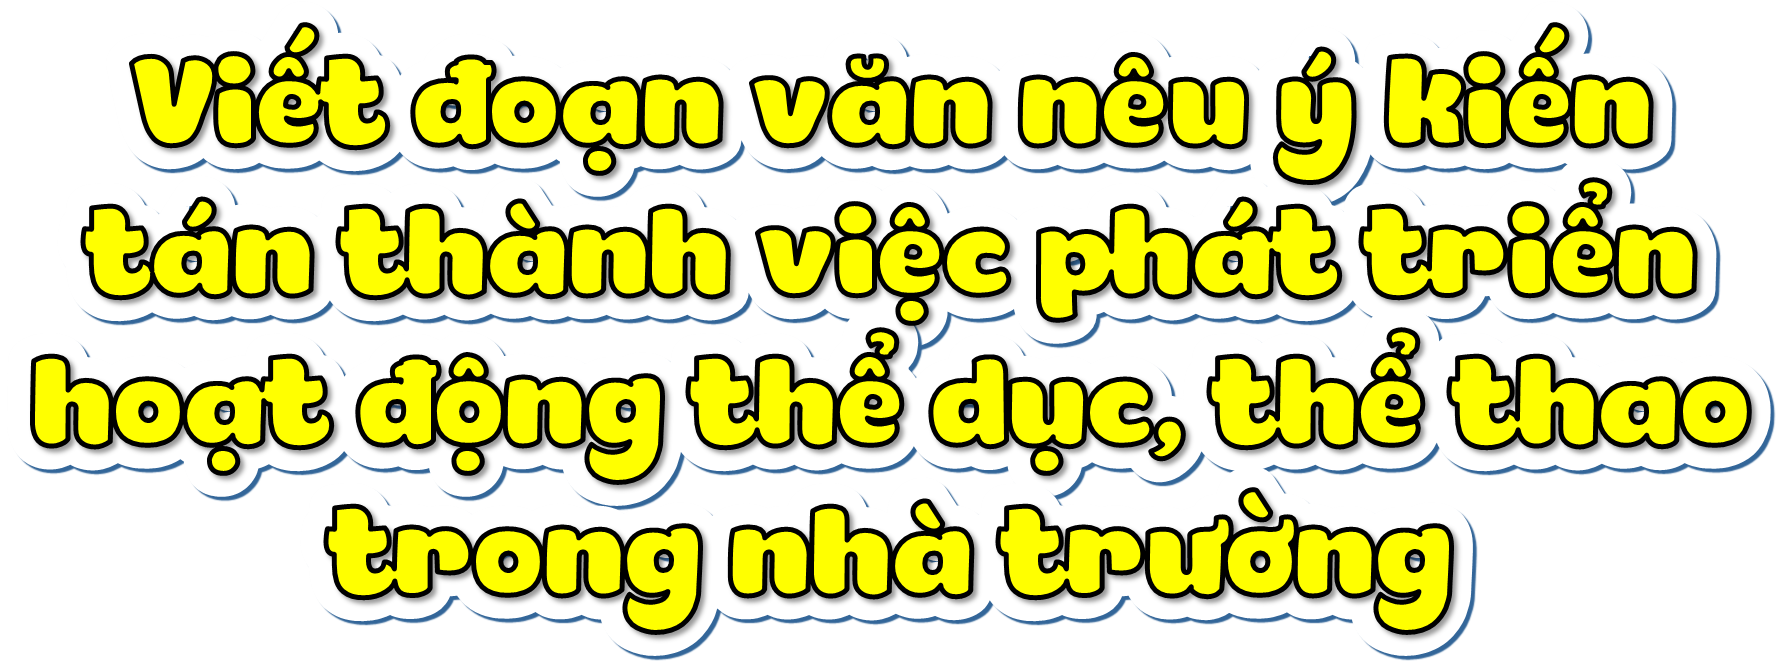 Viết đoạn văn nêu ý kiến
tán thành việc phát triển
hoạt động thể dục, thể thao
trong nhà trường